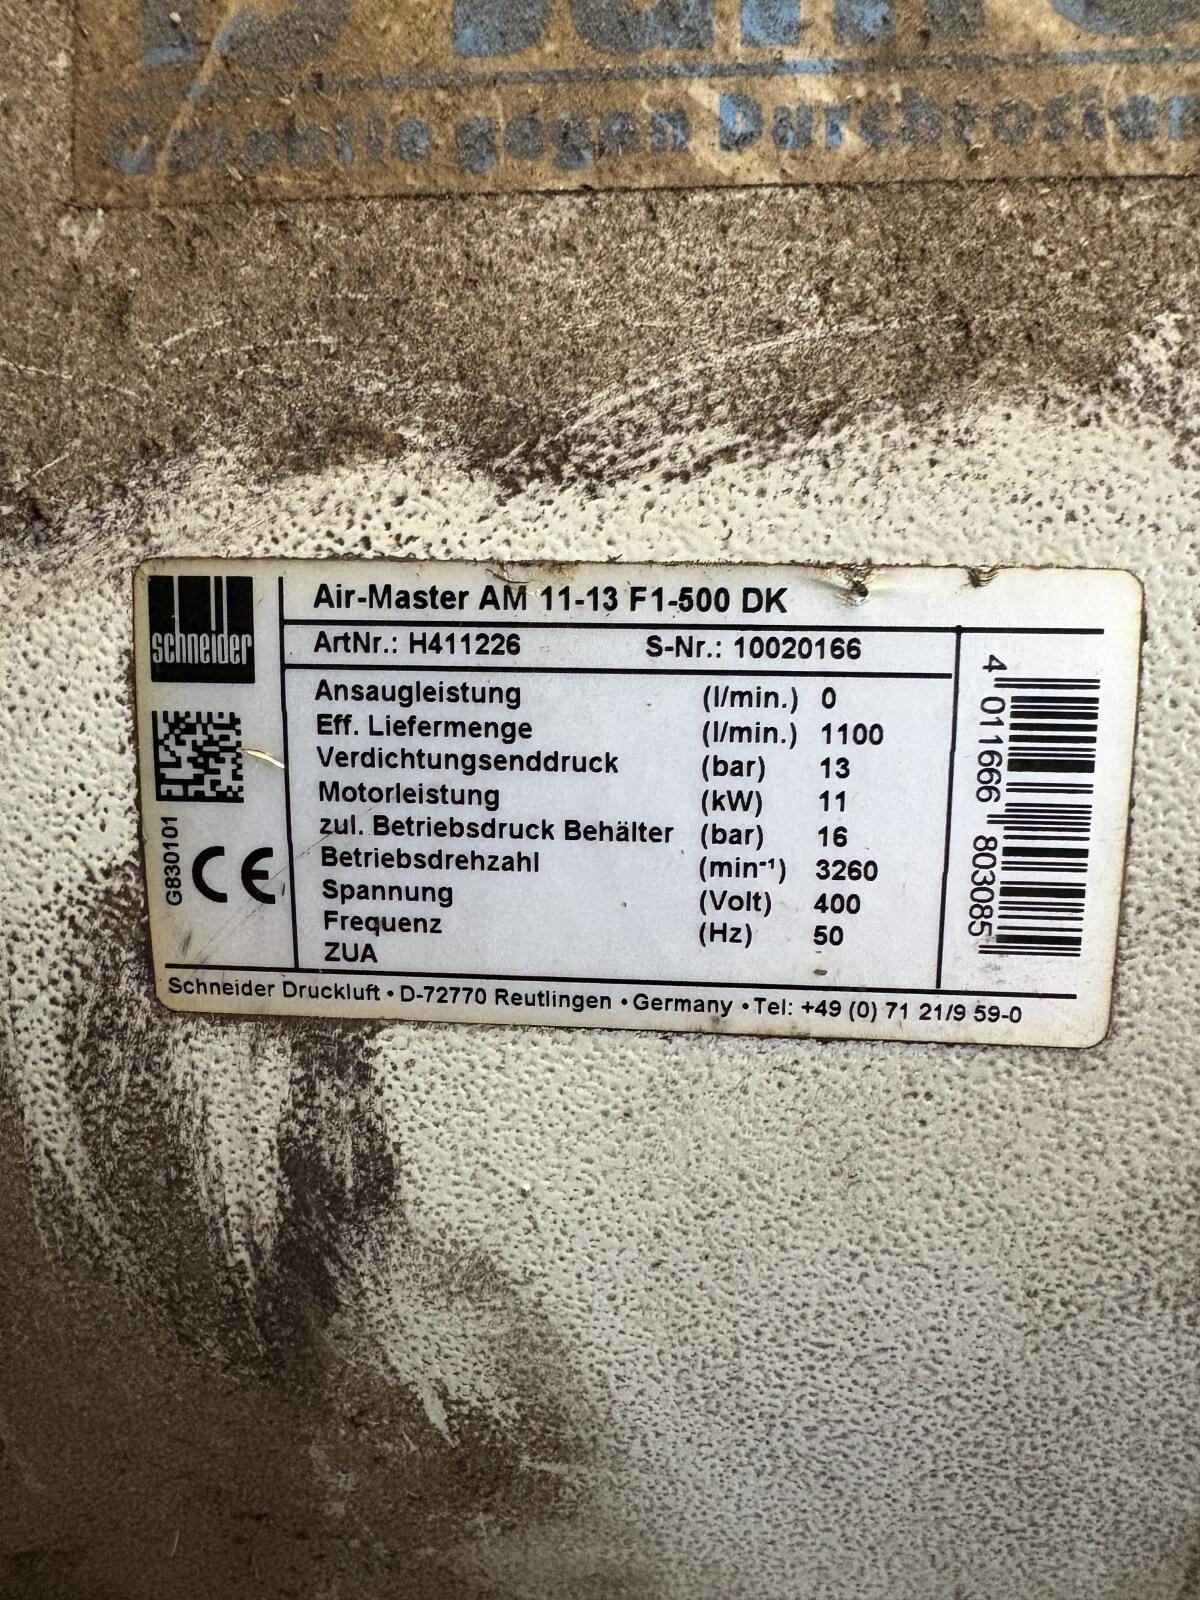 garantie gegen Durchrosten
schneider
Air-Master AM 11-13 F1-500 DK
ArtNr.: H411226 S-Nr.: 10020166
Ansaugleistung (l/min.) 0
Eff. Liefermenge (l/min.) 1100
Verdichtungsenddruck (bar) 13
Motorleistung (kW) 11
zul. Betriebsdruck Behälter (bar) 16
Betriebsdrehzahl (min⁻¹) 3260
Spannung (Volt) 400
Frequenz (Hz) 50
ZUA -
G830101
CE
4 011666 803085
Schneider Druckluft • D-72770 Reutlingen • Germany • Tel: +49 (0) 71 21/9 59-0